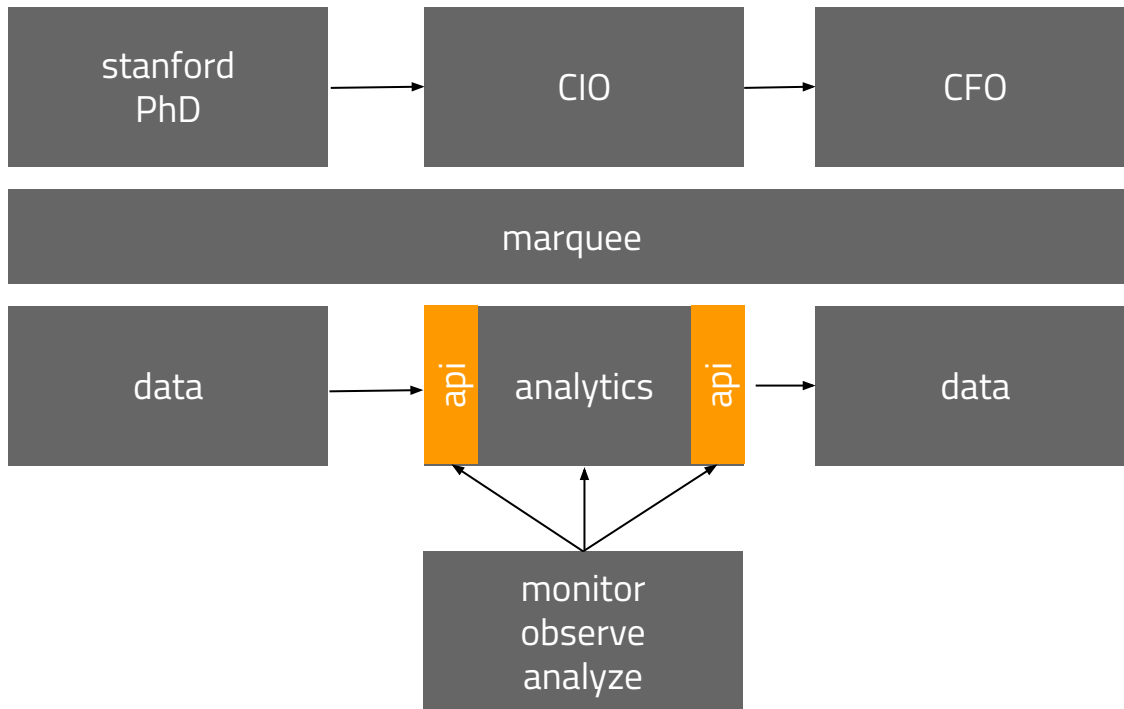 stanford
PhD
CIO
CFO
marquee
data
api
analytics
api
data
monitor
observe
analyze